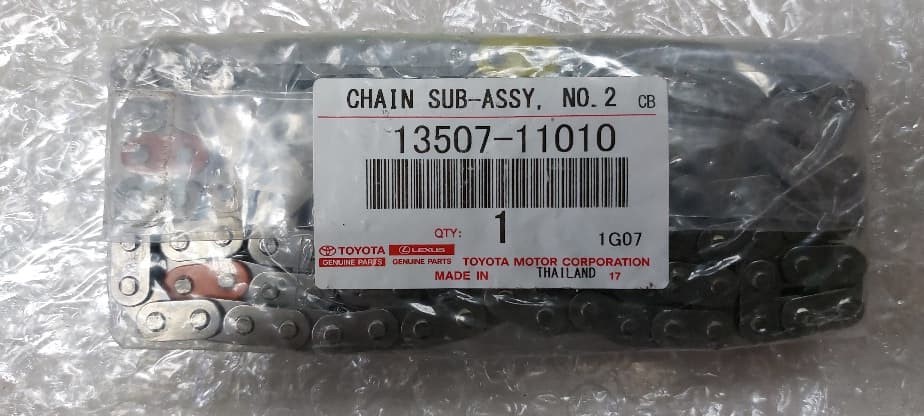 CHAIN SUB-ASSY, NO.2 CB
13507-11010
QTY: 1 1G07
TOYOTA LEXUS
GENUINE PARTS GENUINE PARTS TOYOTA MOTOR CORPORATION
MADE IN THAILAND 17